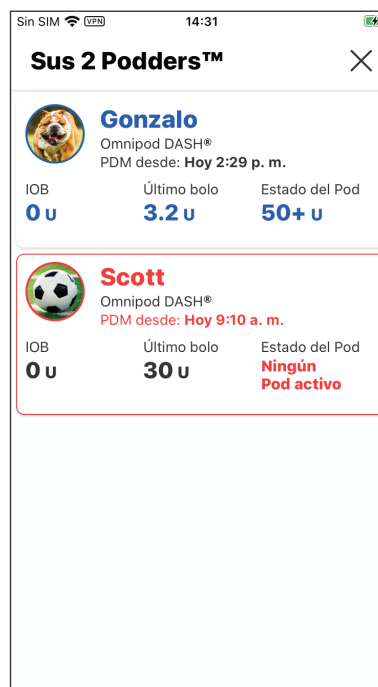 Sin SIM VPN 14:31
Sus 2 Podders™
Gonzalo
Omnipod DASH®
PDM desde: Hoy 2:29 p. m.
IOB Último bolo Estado del Pod
0 U 3.2 U 50+ U
Scott
Omnipod DASH®
PDM desde: Hoy 9:10 a. m.
IOB Último bolo Estado del Pod
0 U 30 U Ningún
Pod activo